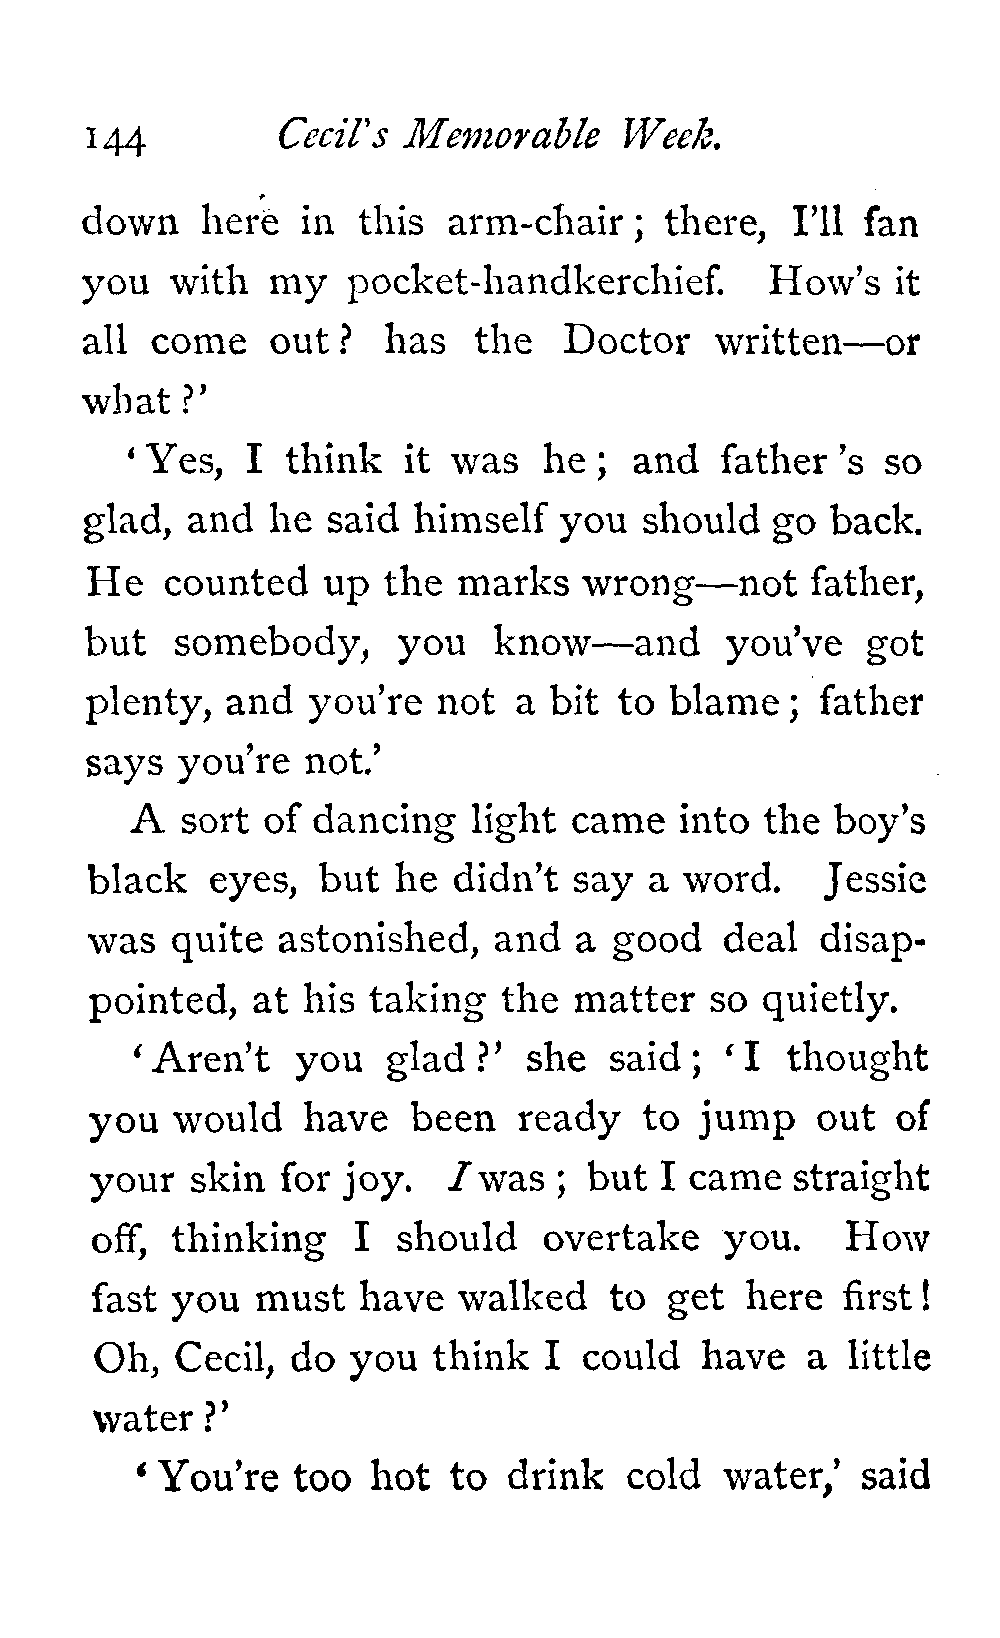 144 Cecil's Memorable Week.
down here in this arm-chair; there, I'll fan
you with my pocket-handkerchief. How's it
all come out? has the Doctor written—or
what?'
'Yes, I think it was he; and father 's so
glad, and he said himself you should go back.
He counted up the marks wrong—not father,
but somebody, you know—and you've got
plenty, and you're not a bit to blame; father
says you're not.'
A sort of dancing light came into the boy's
black eyes, but he didn't say a word. Jessie
was quite astonished, and a good deal disap-
pointed, at his taking the matter so quietly.
'Aren't you glad?' she said; 'I thought
you would have been ready to jump out of
your skin for joy. I was; but I came straight
off, thinking I should overtake you. How
fast you must have walked to get here first!
Oh, Cecil, do you think I could have a little
water?'
'You're too hot to drink cold water,' said